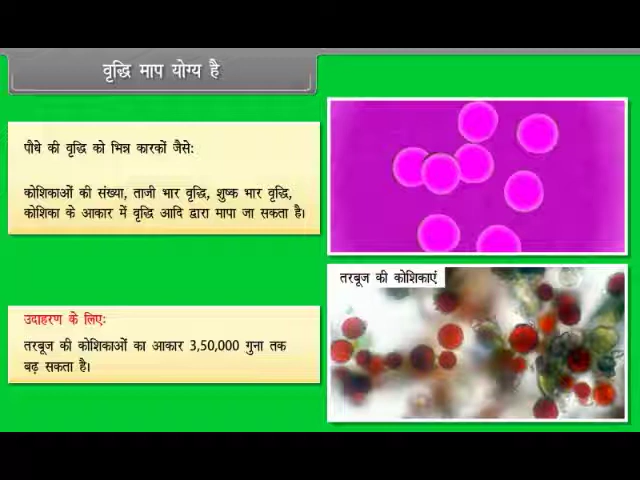 वृद्धि माप योग्य है
पौधे की वृद्धि को भिन्न कारकों जैसे:
कोशिकाओं की संख्या, ताजी भार वृद्धि, शुष्क भार वृद्धि,
कोशिका के आकार में वृद्धि आदि द्वारा मापा जा सकता है।
तरबूज की कोशिकाएं
उदाहरण के लिए:
तरबूज की कोशिकाओं का आकार 3,50,000 गुना तक
बढ़ सकता है।